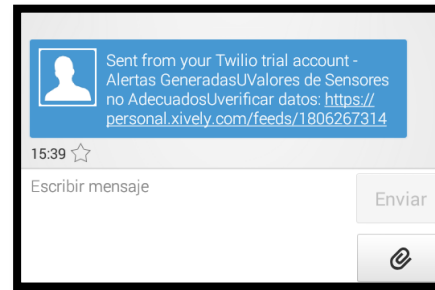 Sent from your Twilio trial account -
Alertas GeneradasUValores de Sensores
no AdecuadosUverificar datos: https://
personal.xively.com/feeds/1806267314
15:39
Escribir mensaje
Enviar